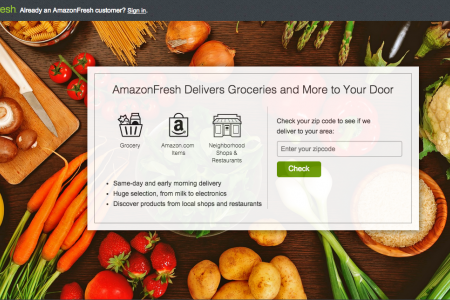 esh Already an AmazonFresh customer? Sign in.
AmazonFresh Delivers Groceries and More to Your Door
Grocery
Amazon.com
Items
Neighborhood
Shops &
Restaurants
Same-day and early morning delivery
Huge selection, from milk to electronics
Discover products from local shops and restaurants
Check your zip code to see if we
deliver to your area:
Enter your zipcode
Check